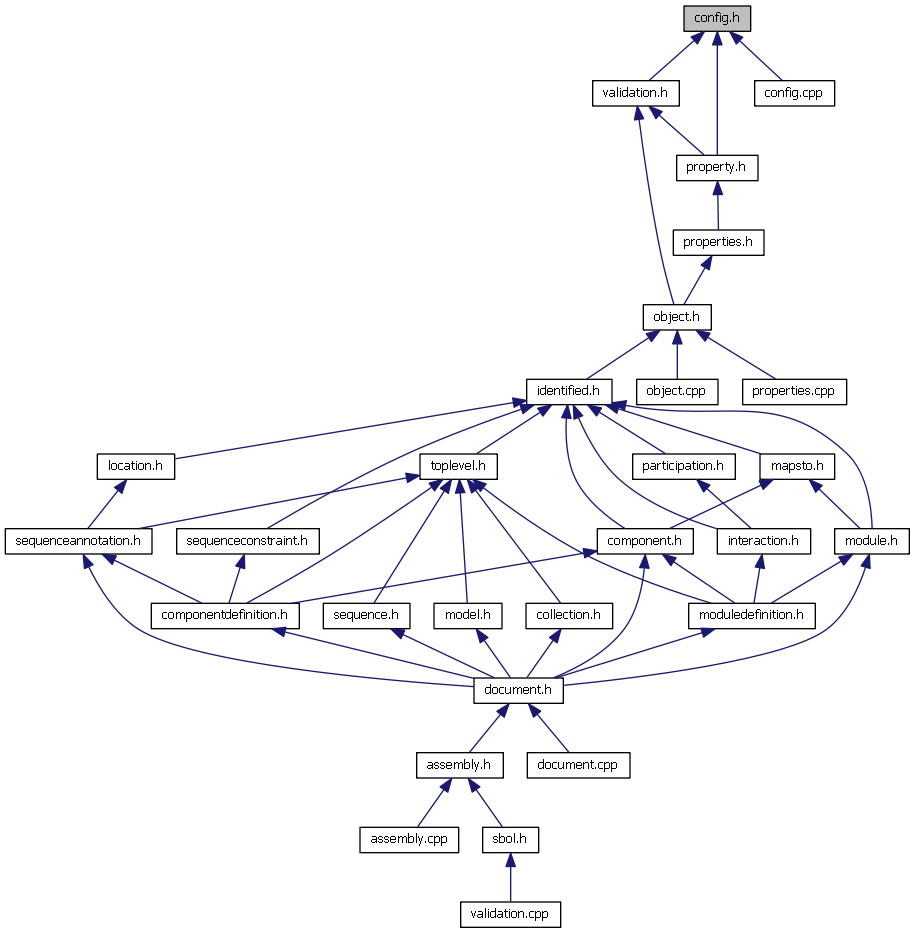 config.h
validation.h
config.cpp
property.h
properties.h
object.h
identified.h
object.cpp
properties.cpp
location.h
toplevel.h
participation.h
mapsto.h
sequenceannotation.h
sequenceconstraint.h
component.h
interaction.h
module.h
componentdefinition.h
sequence.h
model.h
collection.h
moduledefinition.h
document.h
assembly.h
document.cpp
assembly.cpp
sbol.h
validation.cpp